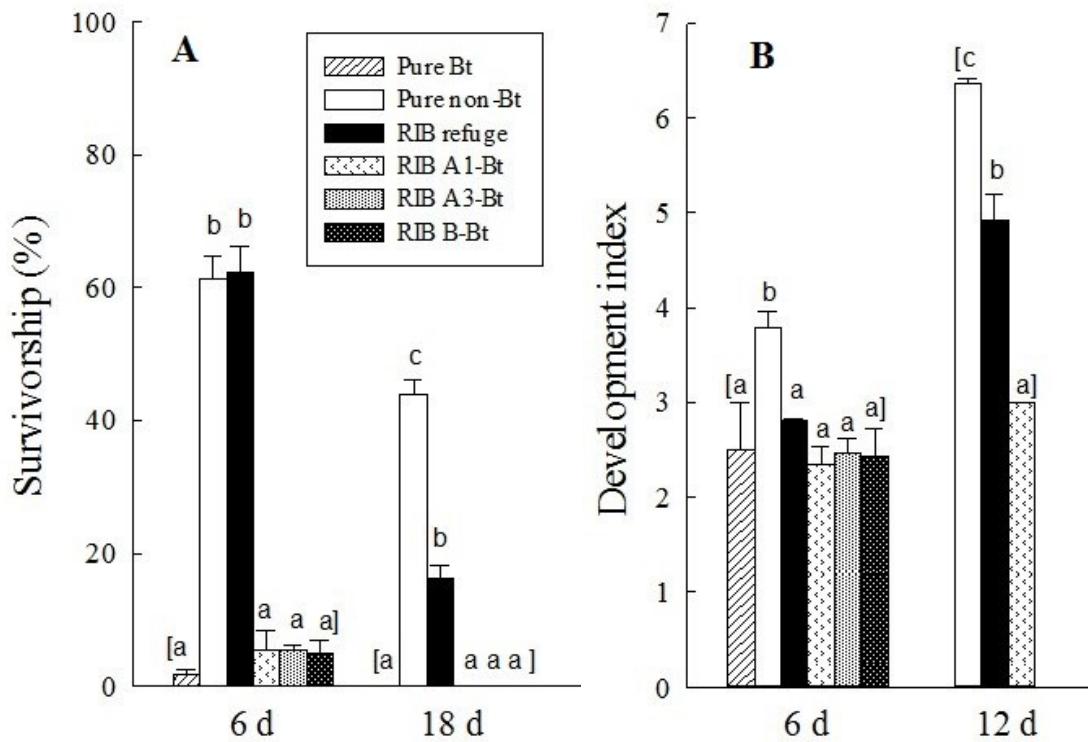 A
Survivorship (%)
100
80
60
40
20
0
Pure Bt
Pure non-Bt
RIB refuge
RIB A1-Bt
RIB A3-Bt
RIB B-Bt
[a
b
b
a
a
a]
[a
c
b
a
a
a
]
6 d
18 d
B
Development index
7
6
5
4
3
2
1
0
[a
b
a
a
a
a]
[c
b
a]
6 d
12 d